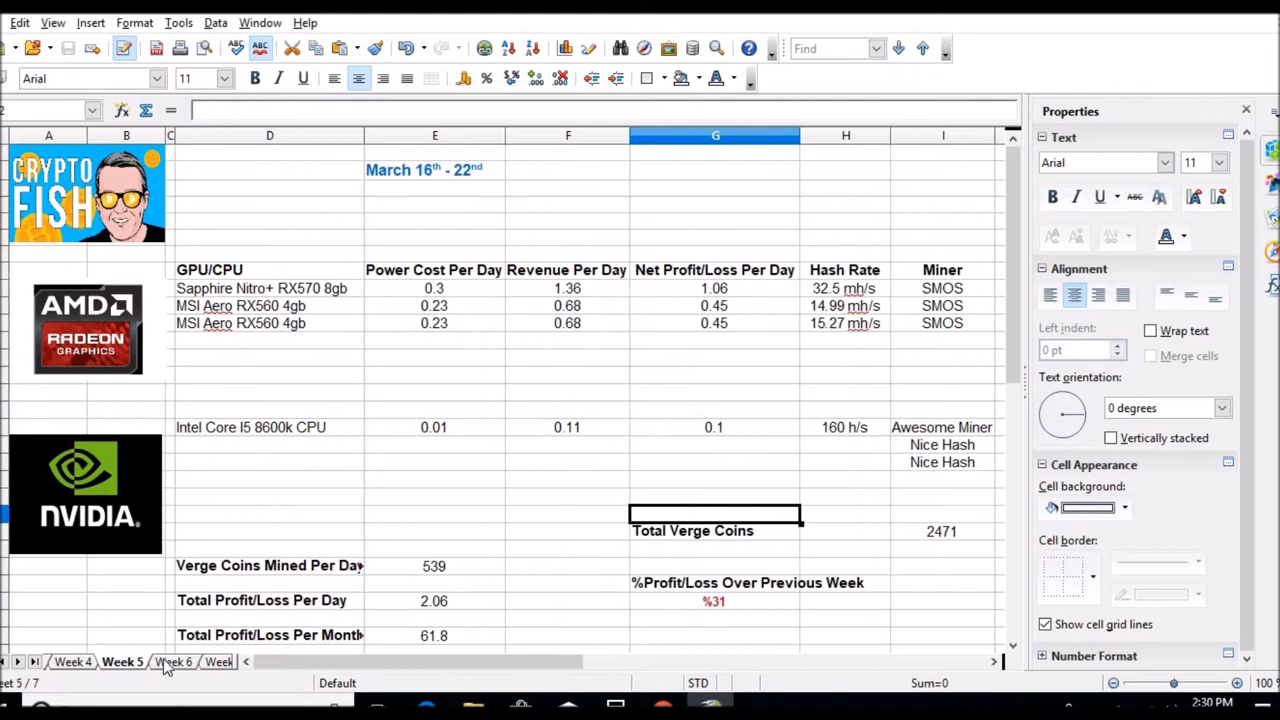 Edit View Insert Format Tools Data Window Help
Find
Arial 11
Properties
A B C D E F G H I
Text
March 16th - 22nd
Arial 11
CRYPTO
FISH
GPU/CPU Power Cost Per Day Revenue Per Day Net Profit/Loss Per Day Hash Rate Miner
Sapphire Nitro+ RX570 8gb 0.3 1.36 1.06 32.5 mh/s SMOS
MSI Aero RX560 4gb 0.23 0.68 0.45 14.99 mh/s SMOS
MSI Aero RX560 4gb 0.23 0.68 0.45 15.27 mh/s SMOS
AMD
RADEON
GRAPHICS
Intel Core I5 8600k CPU 0.01 0.11 0.1 160 h/s Awesome Miner
Nice Hash
Nice Hash
NVIDIA
Total Verge Coins 2471
Verge Coins Mined Per Day 539
%Profit/Loss Over Previous Week
Total Profit/Loss Per Day 2.06 %31
Total Profit/Loss Per Month 61.8
Alignment
Left indent: Wrap text
0 pt Merge cells
Text orientation:
0 degrees
Vertically stacked
Cell Appearance
Cell background:
Cell border:
Show cell grid lines
Number Format
Week 4 Week 5 Week 6 Week
eet 5 / 7 Default STD Sum=0 100
2:30 PM